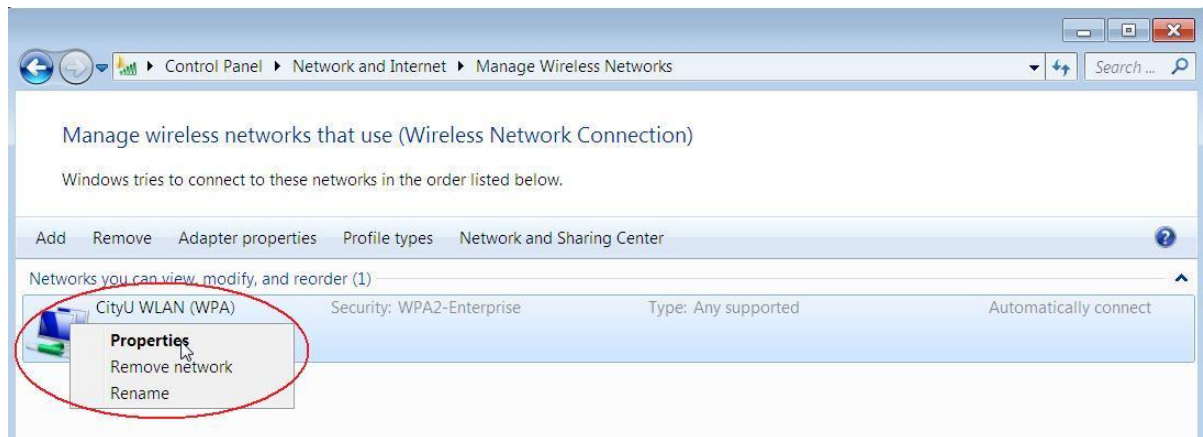 Control Panel Network and Internet Manage Wireless Networks Search ...
Manage wireless networks that use (Wireless Network Connection)
Windows tries to connect to these networks in the order listed below.
Add Remove Adapter properties Profile types Network and Sharing Center ?
Networks you can view, modify, and reorder (1)
CityU WLAN (WPA) Security: WPA2-Enterprise Type: Any supported Automatically connect
Properties
Remove network
Rename